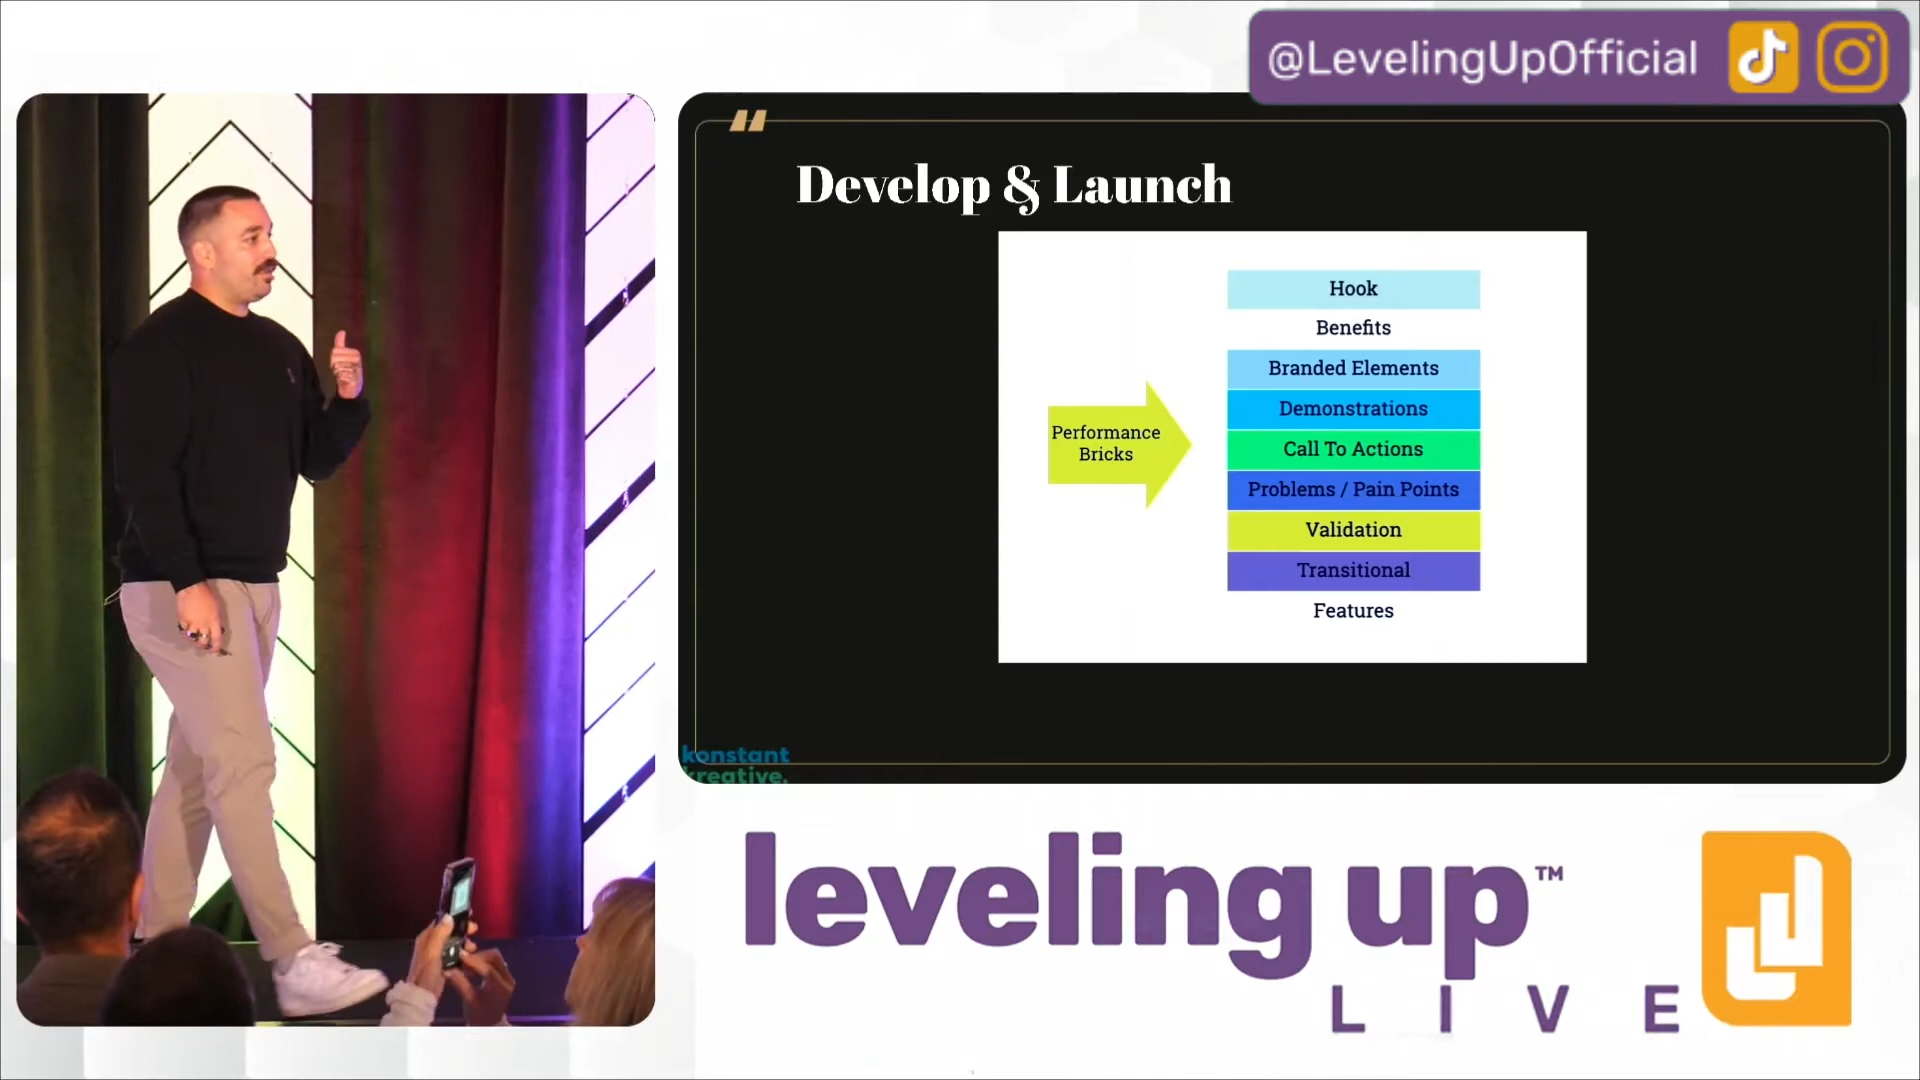 @LevelingUpOfficial
Develop & Launch
Performance
Bricks
Hook
Benefits
Branded Elements
Demonstrations
Call To Actions
Problems / Pain Points
Validation
Transitional
Features
konstant
kreative.
leveling up™
LIVE